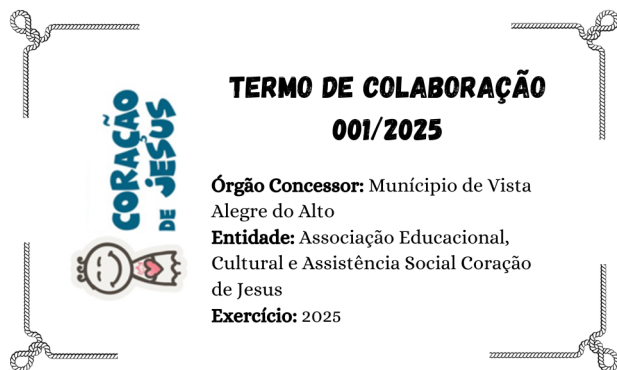 CORAÇÃO
DE JESUS
TERMO DE COLABORAÇÃO
001/2025
Órgão Concessor: Munícipio de Vista
Alegre do Alto
Entidade: Associação Educacional,
Cultural e Assistência Social Coração
de Jesus
Exercício: 2025